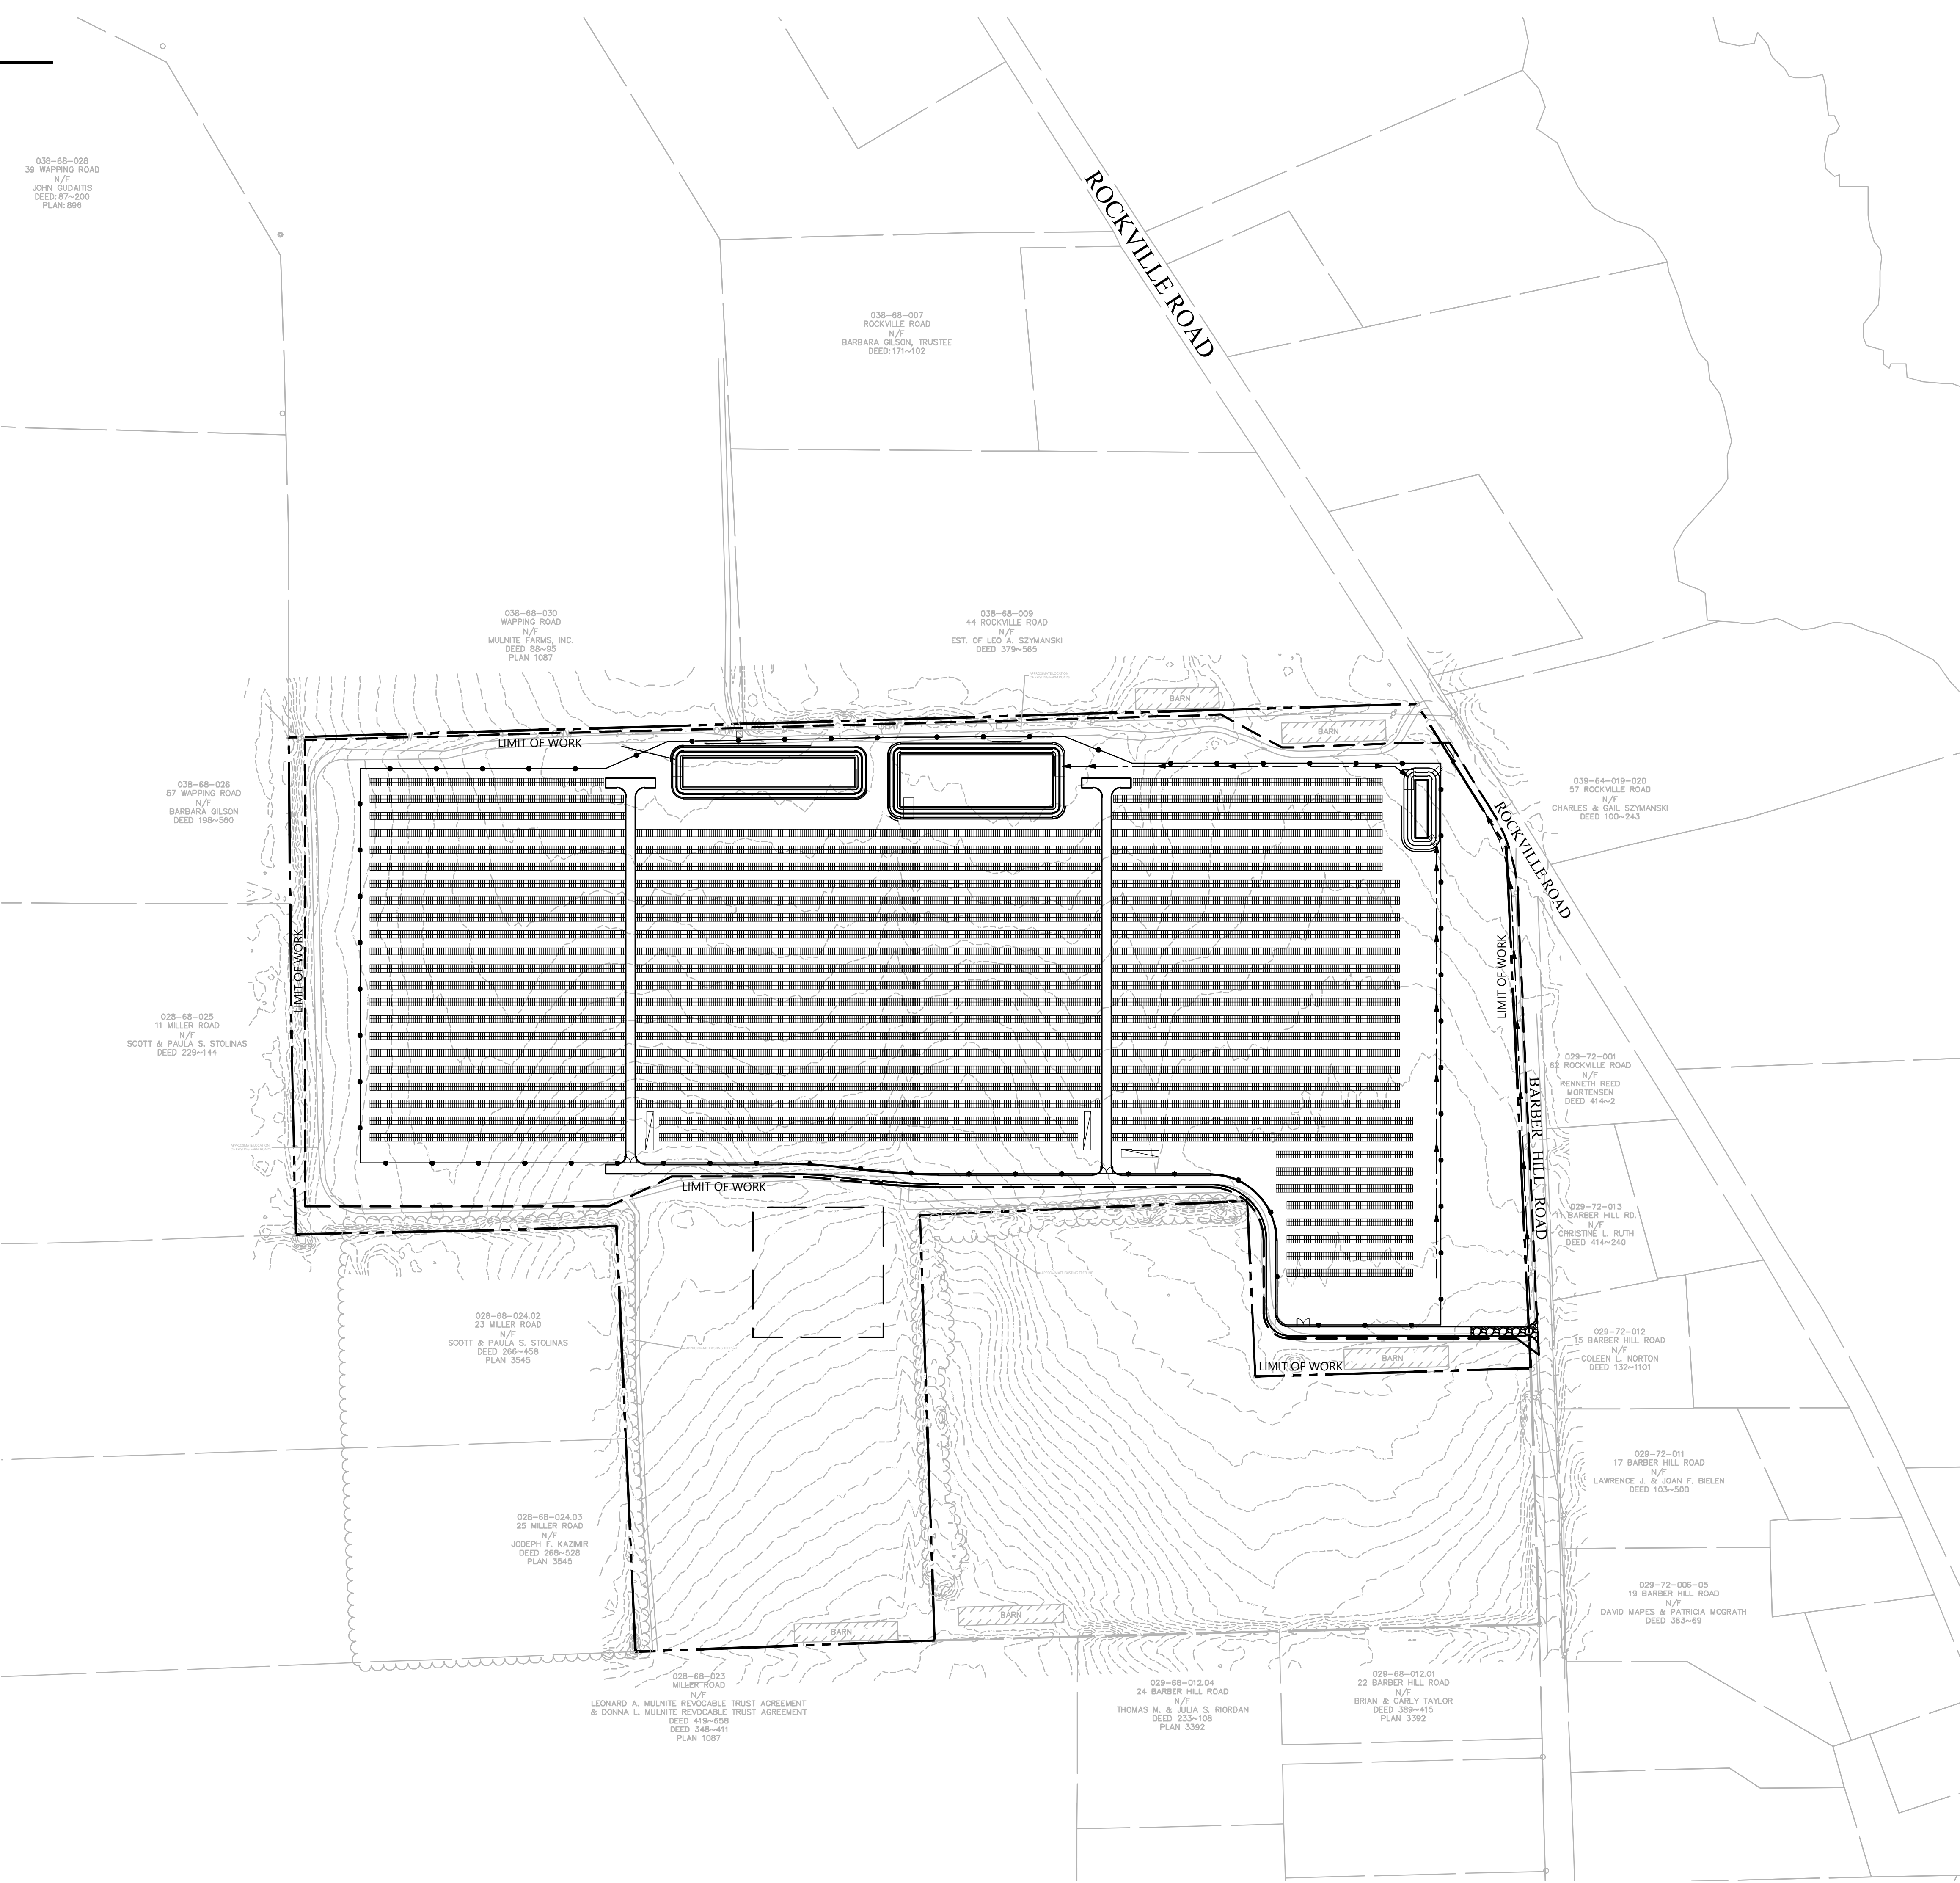 038-68-028
39 WAPPING ROAD
N/F
JOHN GUDAITIS
DEED: 87~200
PLAN: 896
ROCKVILLE ROAD
038-68-007
ROCKVILLE ROAD
N/F
BARBARA GILSON, TRUSTEE
DEED: 171~102
038-68-030
WAPPING ROAD
N/F
MULNITE FARMS, INC.
DEED 88~95
PLAN 1087
038-68-009
44 ROCKVILLE ROAD
N/F
EST. OF LEO A. SZYMANSKI
DEED 379~565
BARN
BARN
LIMIT OF WORK
038-68-026
57 WAPPING ROAD
N/F
BARBARA GILSON
DEED 198~560
039-64-019-020
57 ROCKVILLE ROAD
N/F
CHARLES & GAIL SZYMANSKI
DEED 100~243
ROCKVILLE ROAD
LIMIT OF WORK
LIMIT OF WORK
028-68-025
11 MILLER ROAD
N/F
SCOTT & PAULA S. STOLINAS
DEED 229~144
029-72-001
62 ROCKVILLE ROAD
N/F
KENNETH REED
MORTENSEN
DEED 414~2
BARBER HILL ROAD
LIMIT OF WORK
029-72-013
11 BARBER HILL RD.
N/F
CHRISTINE L. RUTH
DEED 414~240
028-68-024.02
23 MILLER ROAD
N/F
SCOTT & PAULA S. STOLINAS
DEED 266~458
PLAN 3545
029-72-012
15 BARBER HILL ROAD
N/F
COLEEN L. NORTON
DEED 132~1101
BARN
LIMIT OF WORK
029-72-011
17 BARBER HILL ROAD
N/F
LAWRENCE J. & JOAN F. BIELEN
DEED 103~500
028-68-024.03
25 MILLER ROAD
N/F
JODEPH F. KAZIMIR
DEED 268~528
PLAN 3545
029-72-006-05
19 BARBER HILL ROAD
N/F
DAVID MAPES & PATRICIA MCGRATH
DEED 363~69
BARN
BARN
028-68-023
MILLER ROAD
N/F
LEONARD A. MULNITE REVOCABLE TRUST AGREEMENT
& DONNA L. MULNITE REVOCABLE TRUST AGREEMENT
DEED 419~658
DEED 348~411
PLAN 1087
029-68-012.04
24 BARBER HILL ROAD
N/F
THOMAS M. & JULIA S. RIORDAN
DEED 233~108
PLAN 3392
029-68-012.01
22 BARBER HILL ROAD
N/F
BRIAN & CARLY TAYLOR
DEED 389~415
PLAN 3392